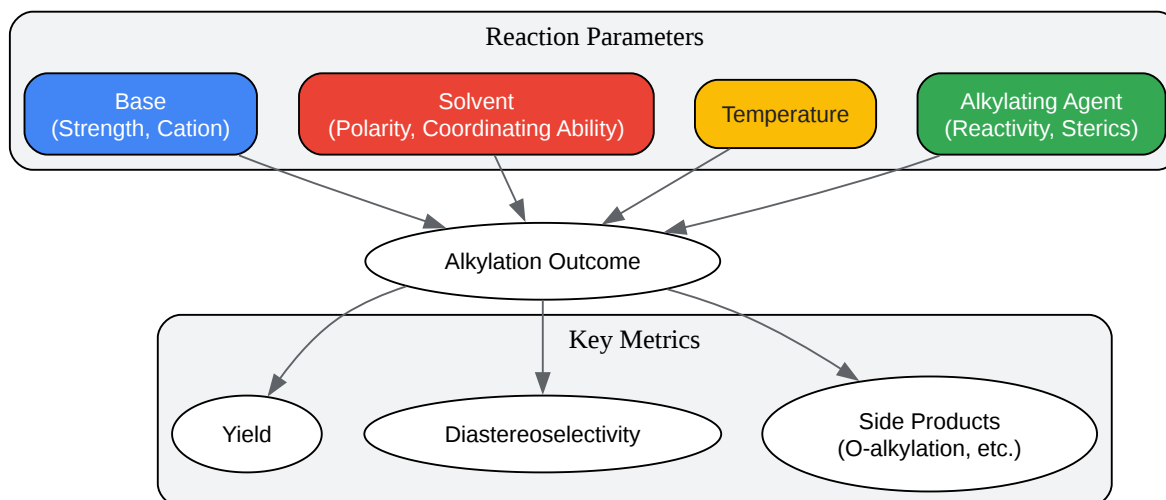 Reaction Parameters
Base
(Strength, Cation)
Solvent
(Polarity, Coordinating Ability)
Temperature
Alkylating Agent
(Reactivity, Sterics)
Alkylation Outcome
Key Metrics
Yield
Diastereoselectivity
Side Products
(O-alkylation, etc.)